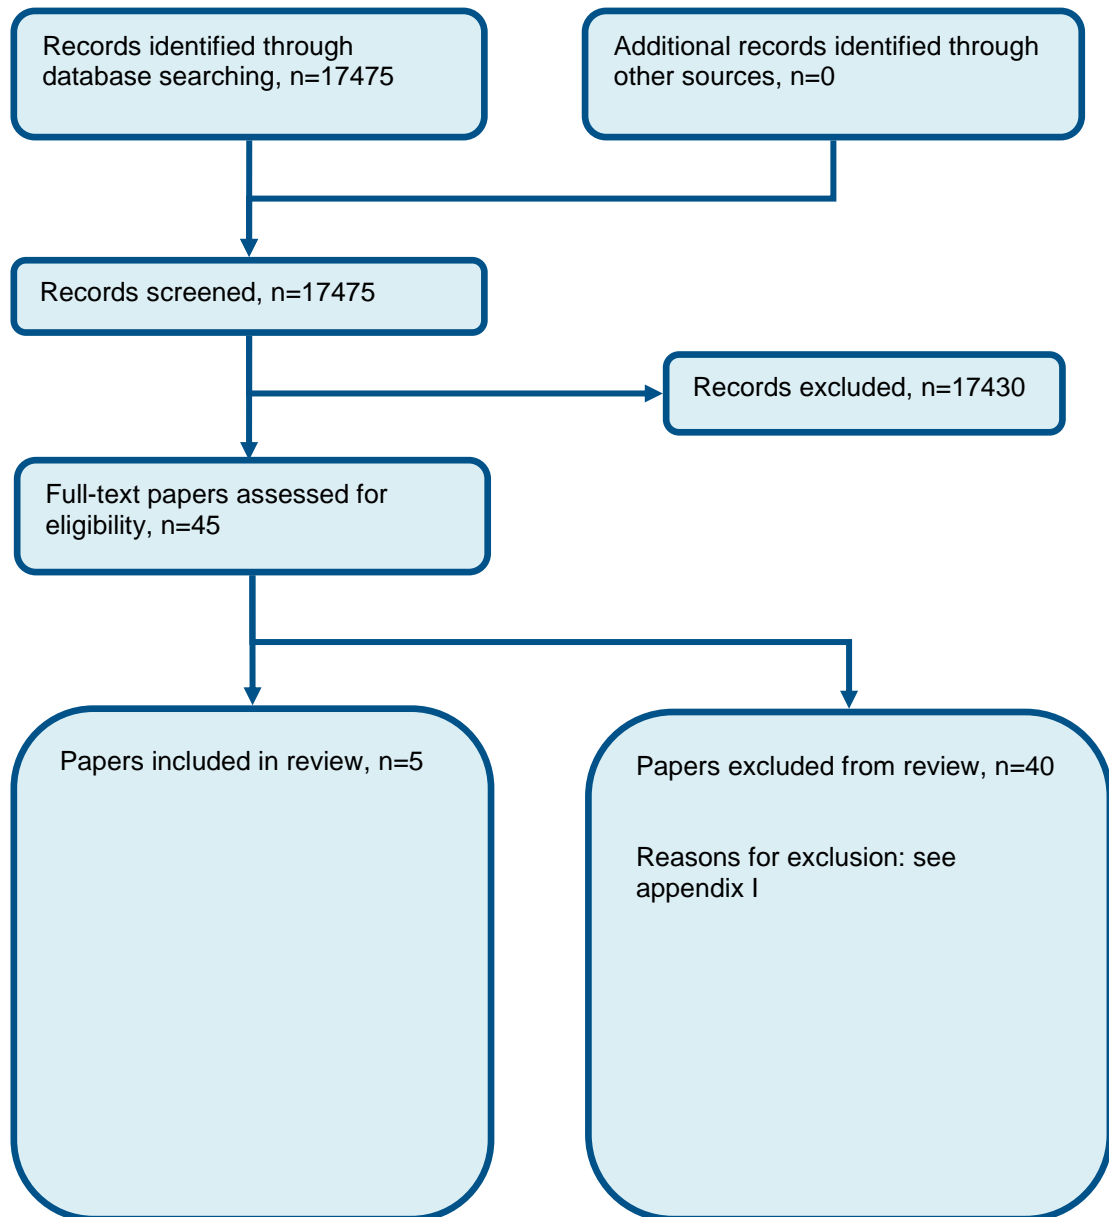 Records identified through
database searching, n=17475
Additional records identified through
other sources, n=0
Records screened, n=17475
Records excluded, n=17430
Full-text papers assessed for
eligibility, n=45
Papers included in review, n=5
Papers excluded from review, n=40
Reasons for exclusion: see
appendix I